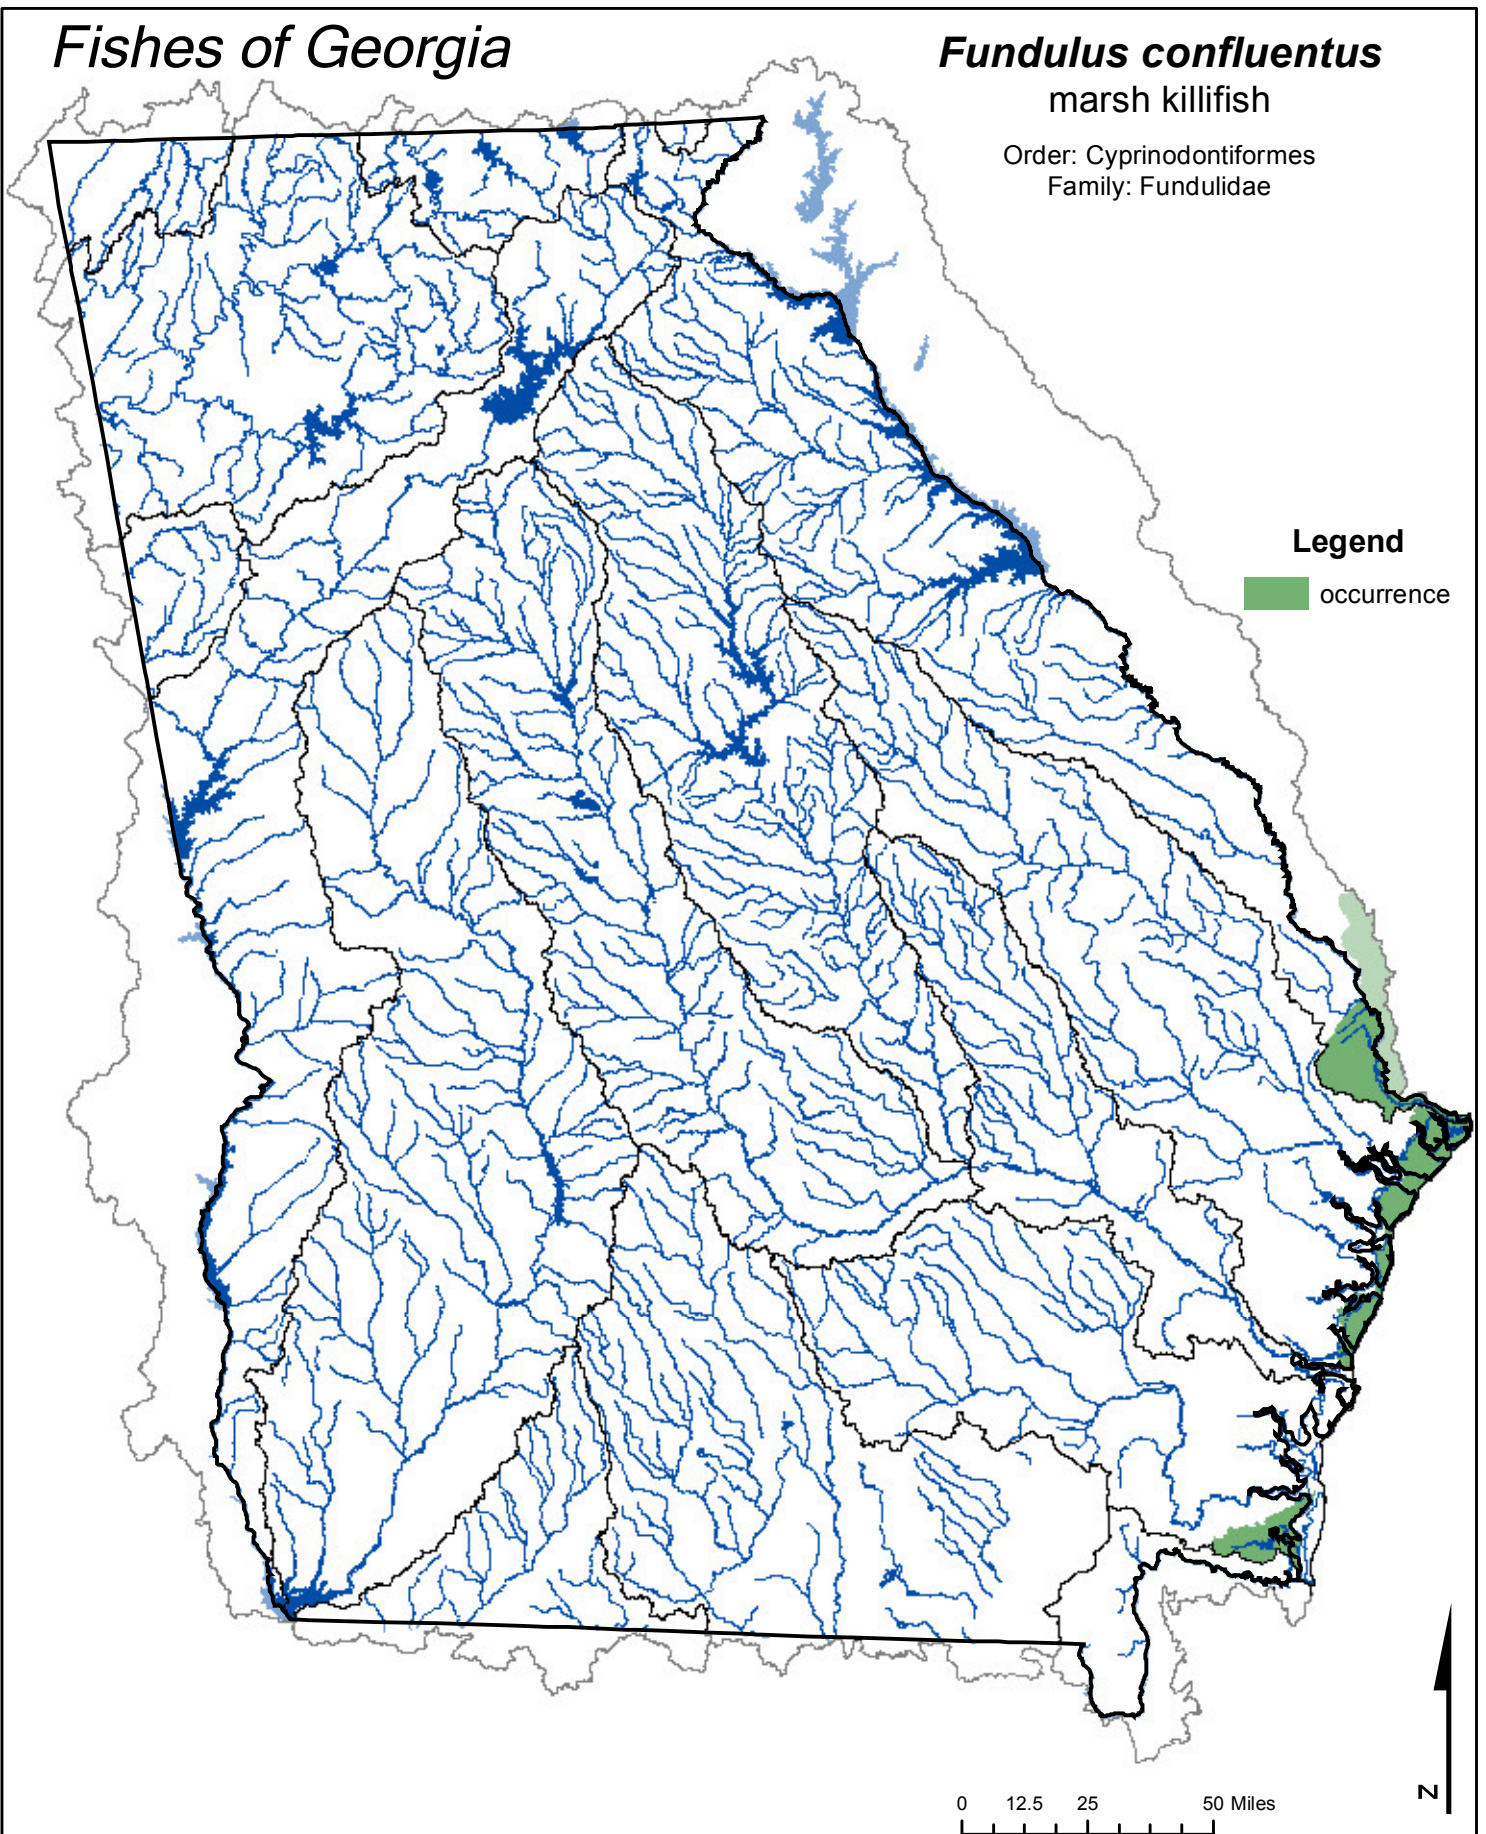 Fishes of Georgia
Fundulus confluentus
marsh killifish
Order: Cyprinodontiformes
Family: Fundulidae
Legend
occurrence
N
0 12.5 25 50 Miles